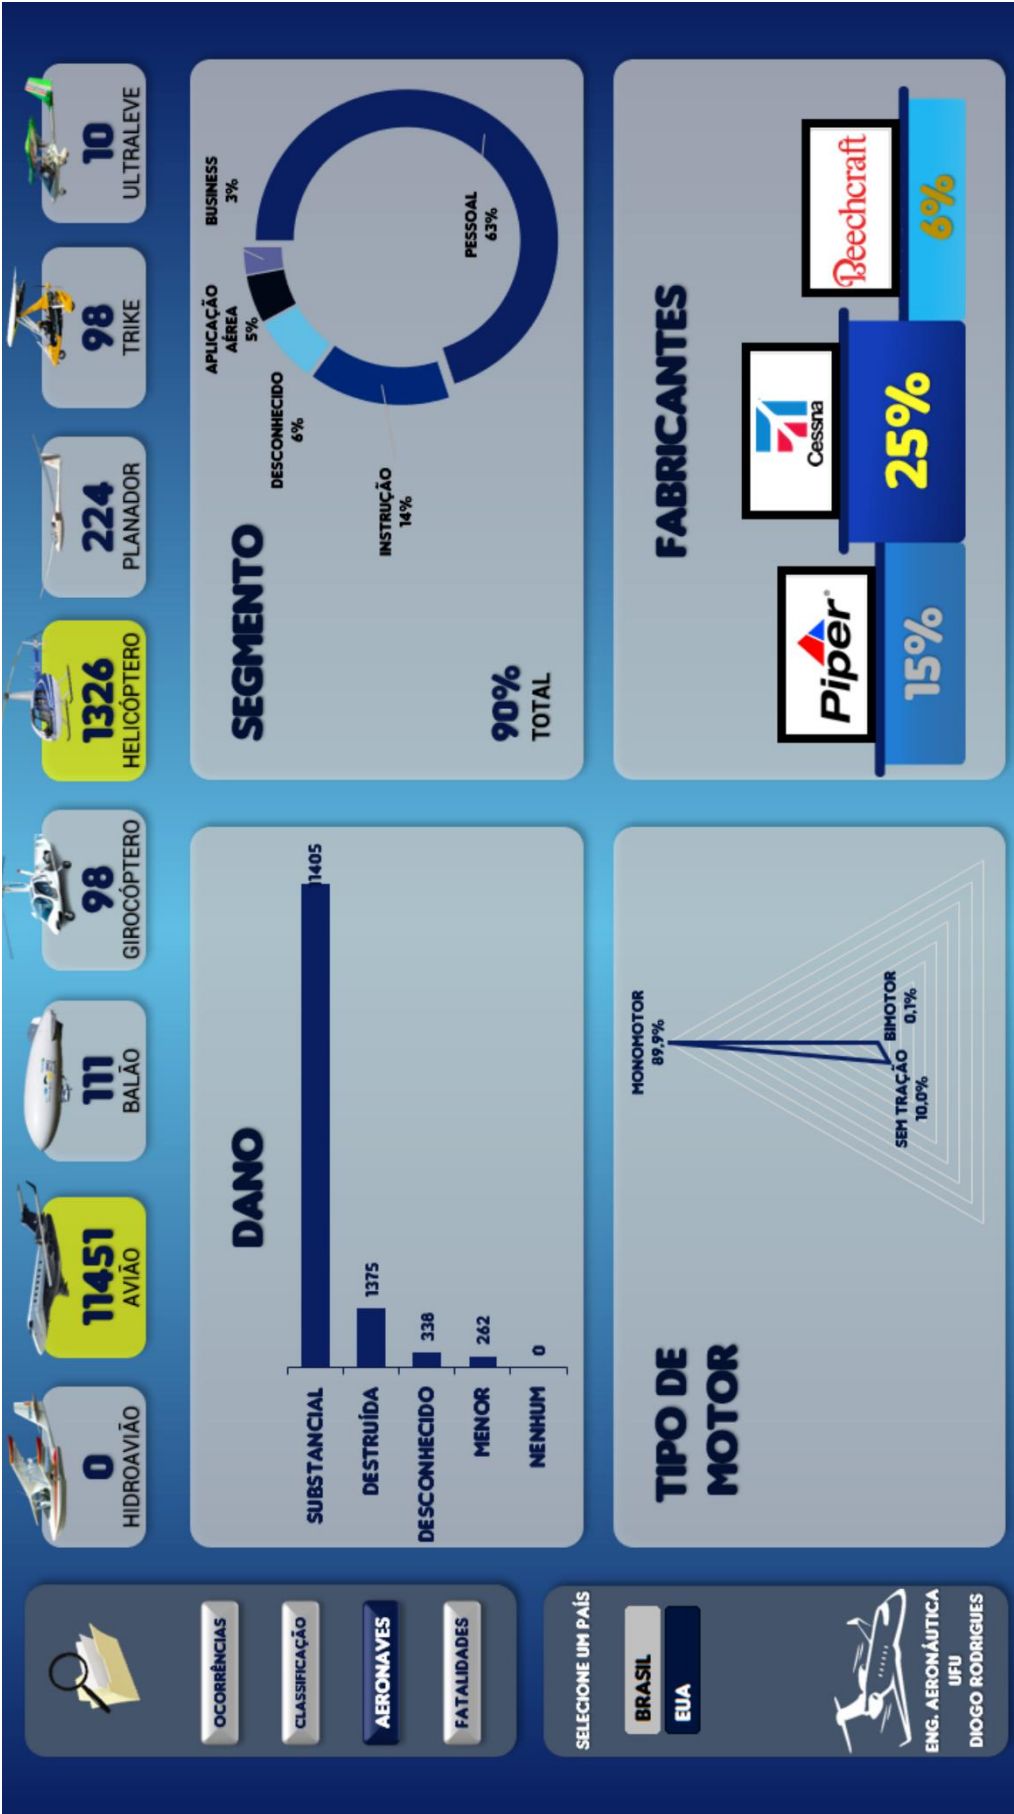 0
HIDROAVIÃO
11451
AVIÃO
111
BALÃO
98
GIROCÓPTERO
1326
HELICÓPTERO
224
PLANADOR
98
TRIKE
10
ULTRALEVE
OCORRÊNCIAS
CLASSIFICAÇÃO
AERONAVES
FATALIDADES
SELECIONE UM PAÍS
BRASIL
EUA
ENG. AERONÁUTICA
UFU
DIOGO RODRIGUES
DANO
SUBSTANCIAL
11405
DESTRUÍDA
1375
DESCONHECIDO
338
MENOR
262
NENHUM
0
SEGMENTO
BUSINESS
3%
APLICAÇÃO
AÉREA
5%
DESCONHECIDO
6%
INSTRUÇÃO
14%
PESSOAL
63%
90%
TOTAL
TIPO DE
MOTOR
MONOMOTOR
89,9%
SEM TRAÇÃO
10,0%
BIMOTOR
0,1%
FABRICANTES
Piper
15%
Cessna
25%
Beechcraft
6%